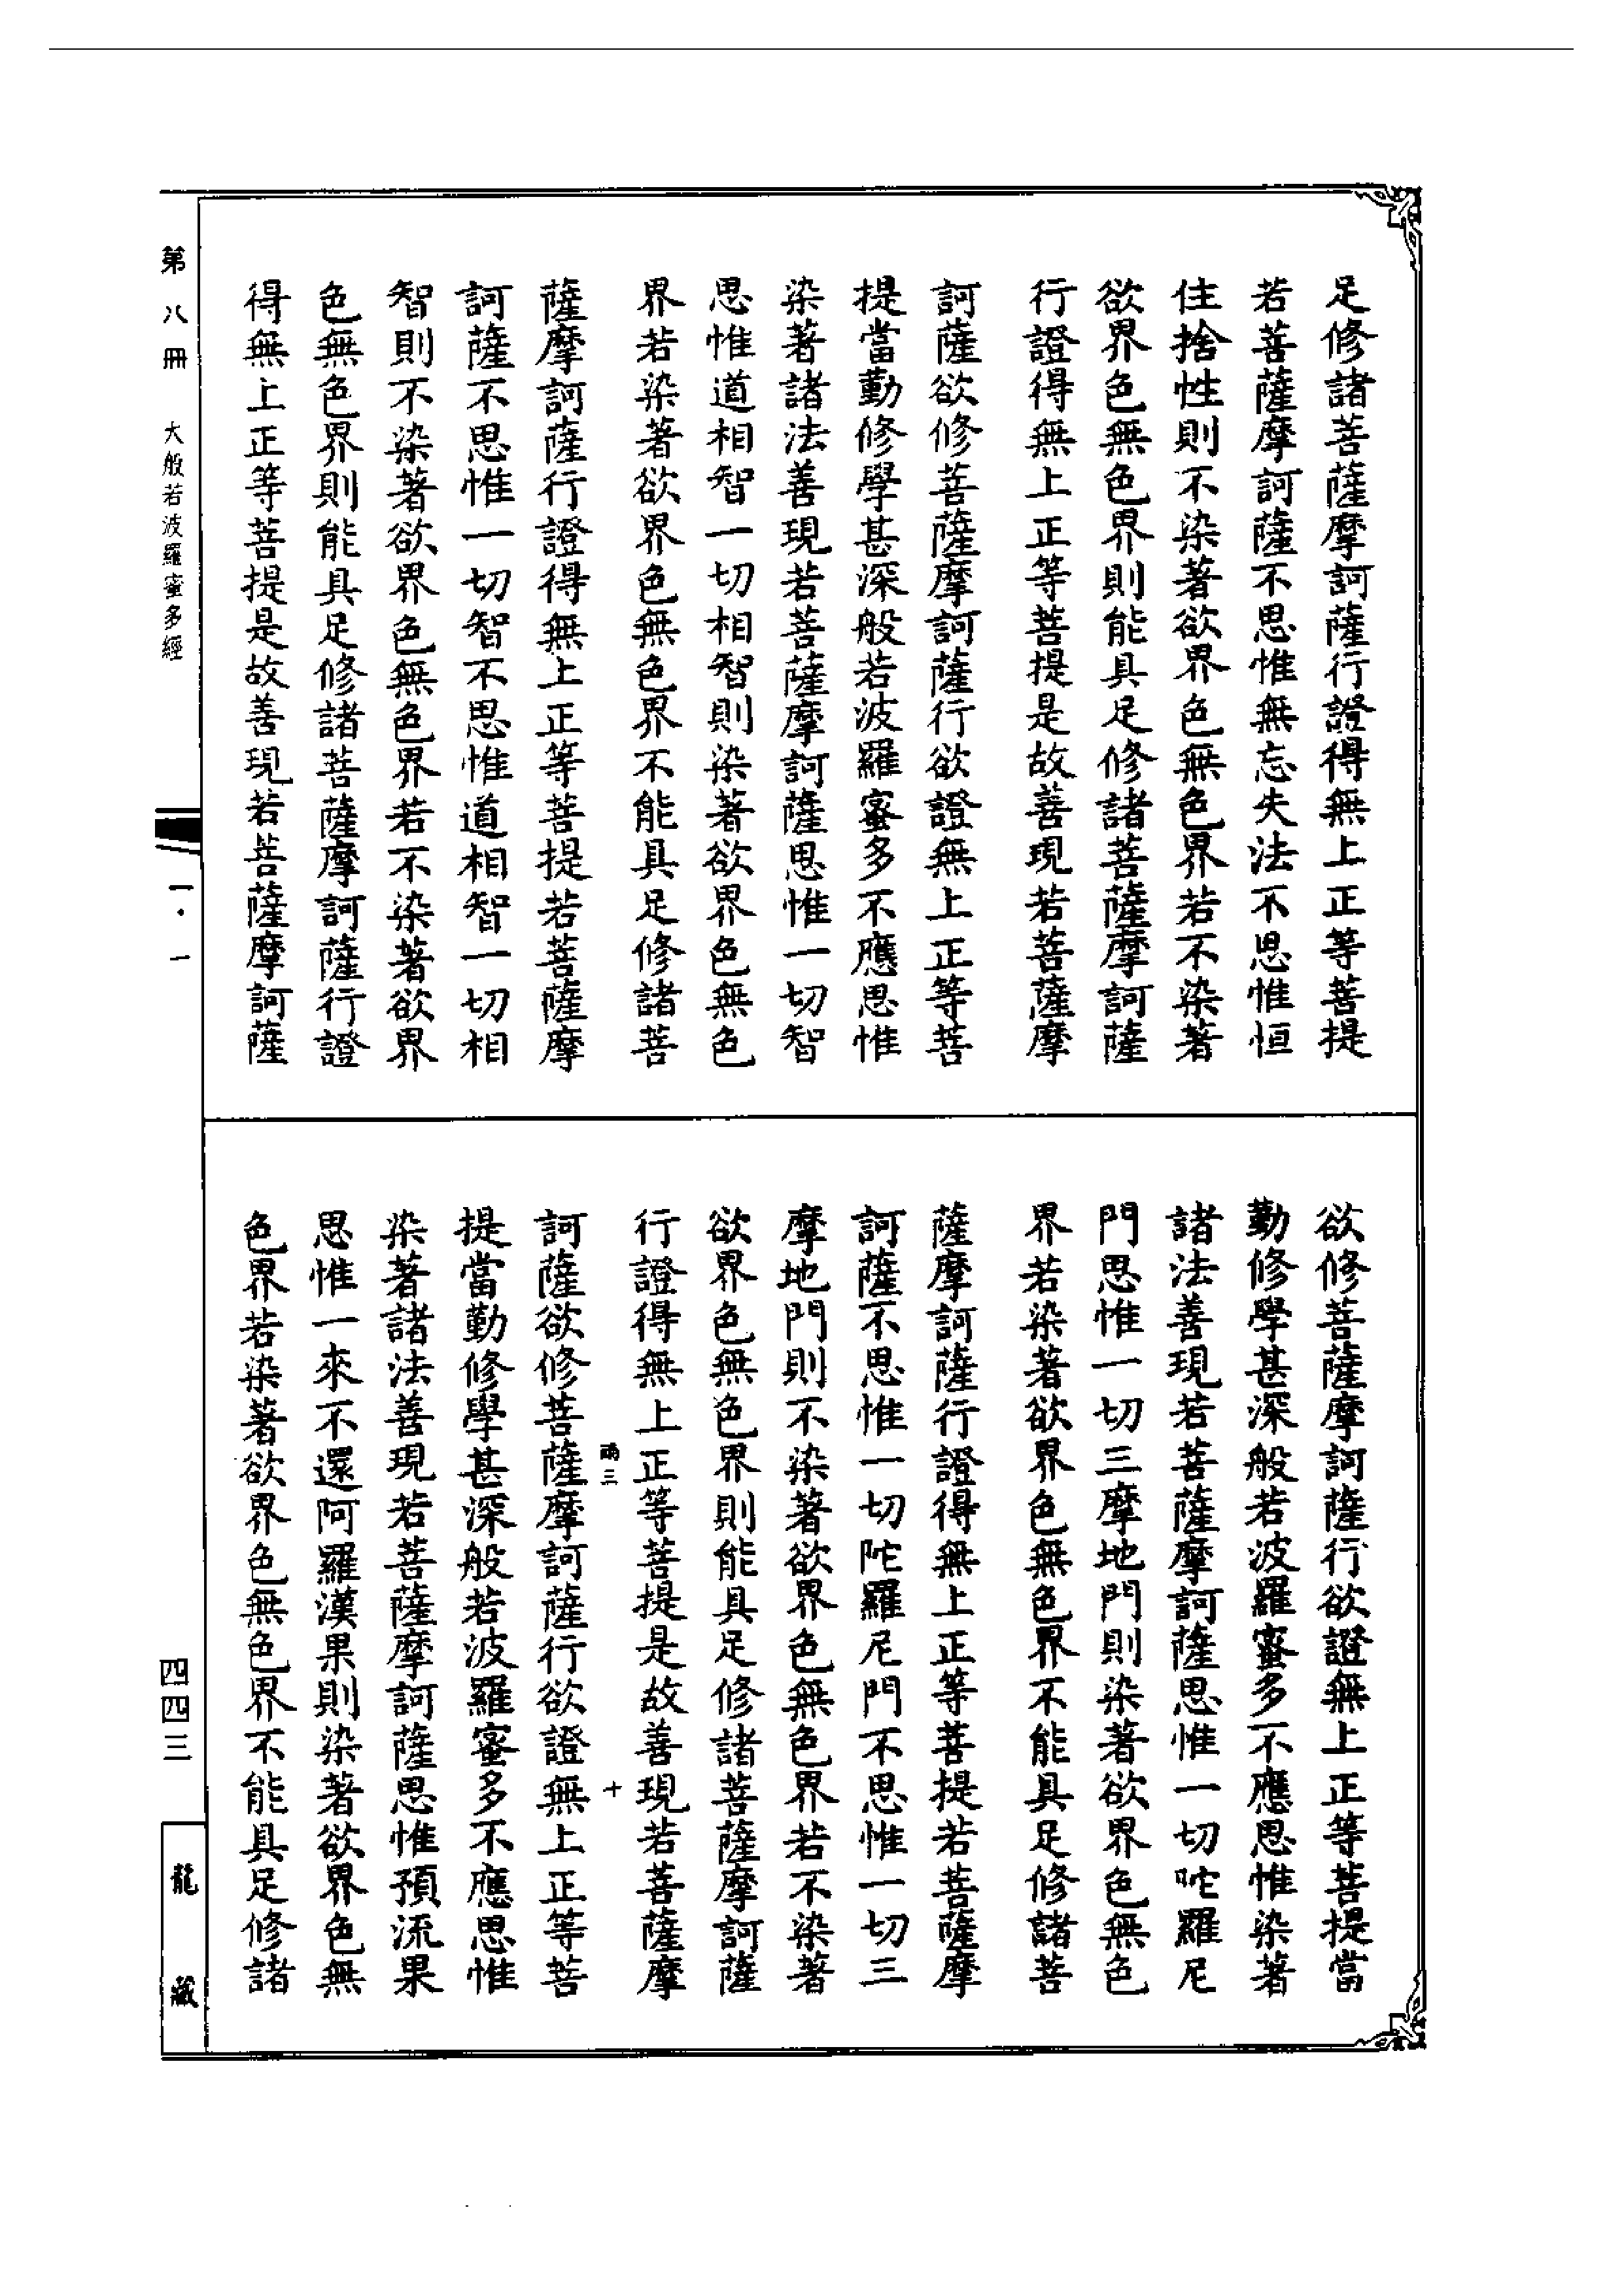 足修諸菩薩摩訶薩行證得無上正等菩提
若菩薩摩訶薩不思惟無忘失法不思惟恒
住捨性則不染著欲界色無色界若不染著
欲界色無色界則能具足修諸菩薩摩訶薩
行證得無上正等菩提是故善現若菩薩摩
訶薩欲修菩薩摩訶薩行欲證無上正等菩
提當勤修學甚深般若波羅蜜多不應思惟
染著諸法善現若菩薩摩訶薩思惟一切智
思惟道相智一切相智則染著欲界色無色
界若染著欲界色無色界不能具足修諸菩
薩摩訶薩行證得無上正等菩提若菩薩摩
訶薩不思惟一切智不思惟道相智一切相
智則不染著欲界色無色界若不染著欲界
色無色界則能具足修諸菩薩摩訶薩行證
得無上正等菩提是故善現若菩薩摩訶薩
欲修菩薩摩訶薩行欲證無上正等菩提當
勤修學甚深般若波羅蜜多不應思惟染著
諸法善現若菩薩摩訶薩思惟一切陀羅尼
門思惟一切三摩地門則染著欲界色無色
界若染著欲界色無色界不能具足修諸菩
薩摩訶薩行證得無上正等菩提若菩薩摩
訶薩不思惟一切陀羅尼門不思惟一切三
摩地門則不染著欲界色無色界若不染著
欲界色無色界則能具足修諸菩薩摩訶薩
行證得無上正等菩提是故善現若菩薩摩
三 十
訶薩欲修菩薩摩訶薩行欲證無上正等菩
提當勤修學甚深般若波羅蜜多不應思惟
染著諸法善現若菩薩摩訶薩思惟預流果
思惟一來不還阿羅漢果則染著欲界色無
色界若染著欲界色無色界不能具足修諸
第八冊 大般若波羅蜜多經 一·一 四四三 龍藏